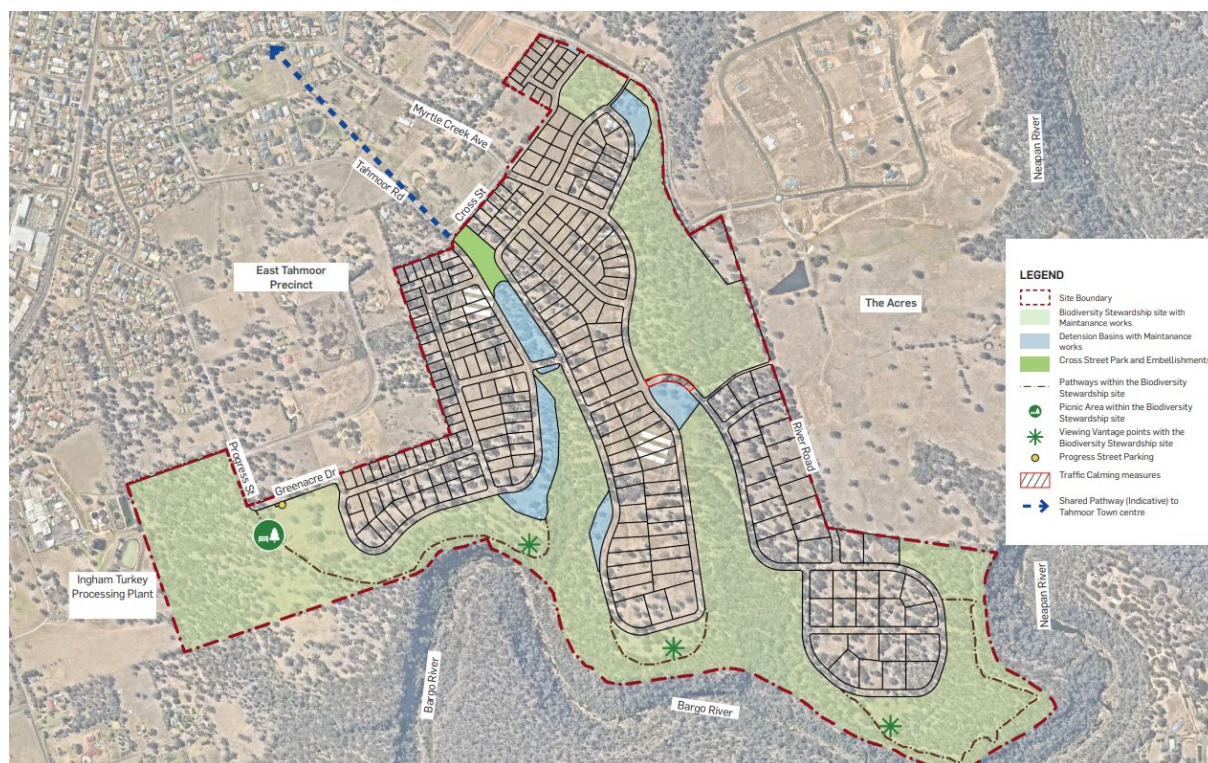 Myrtle Creek Ave
Tahmoor Rd
Cross St
Neapan River
East Tahmoor
Precinct
The Acres
LEGEND
Site Boundary
Biodiversity Stewardship site with
Maintanance works
Detension Basins with Maintanance
works
Cross Street Park and Embellishments
Pathways within the Biodiversity
Stewardship site
Picnic Area within the Biodiversity
Stewardship site
Viewing Vantage points with the
Biodiversity Stewardship site
Progress Street Parking
Traffic Calming measures
Shared Pathway (Indicative) to
Tahmoor Town centre
River Road
Progress St
Greenacre Dr
Ingham Turkey
Processing Plant
Neapan River
Bargo River
Bargo River